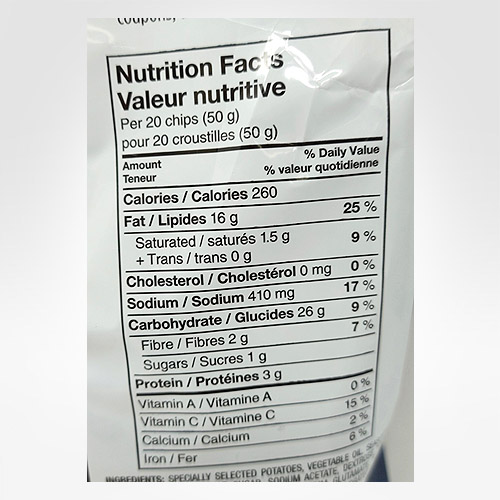 coupons,
Nutrition Facts
Valeur nutritive
Per 20 chips (50 g)
pour 20 croustilles (50 g)
Amount % Daily Value
Teneur % valeur quotidienne
Calories / Calories 260
Fat / Lipides 16 g 25 %
Saturated / saturés 1.5 g 9 %
+ Trans / trans 0 g
Cholesterol / Cholestérol 0 mg 0 %
Sodium / Sodium 410 mg 17 %
Carbohydrate / Glucides 26 g 9 %
Fibre / Fibres 2 g 7 %
Sugars / Sucres 1 g
Protein / Protéines 3 g
Vitamin A / Vitamine A 0 %
Vitamin C / Vitamine C 15 %
Calcium / Calcium 2 %
Iron / Fer 6 %
INGREDIENTS: SPECIALLY SELECTED POTATOES, VEGETABLE OIL,
SODIUM ACETATE,